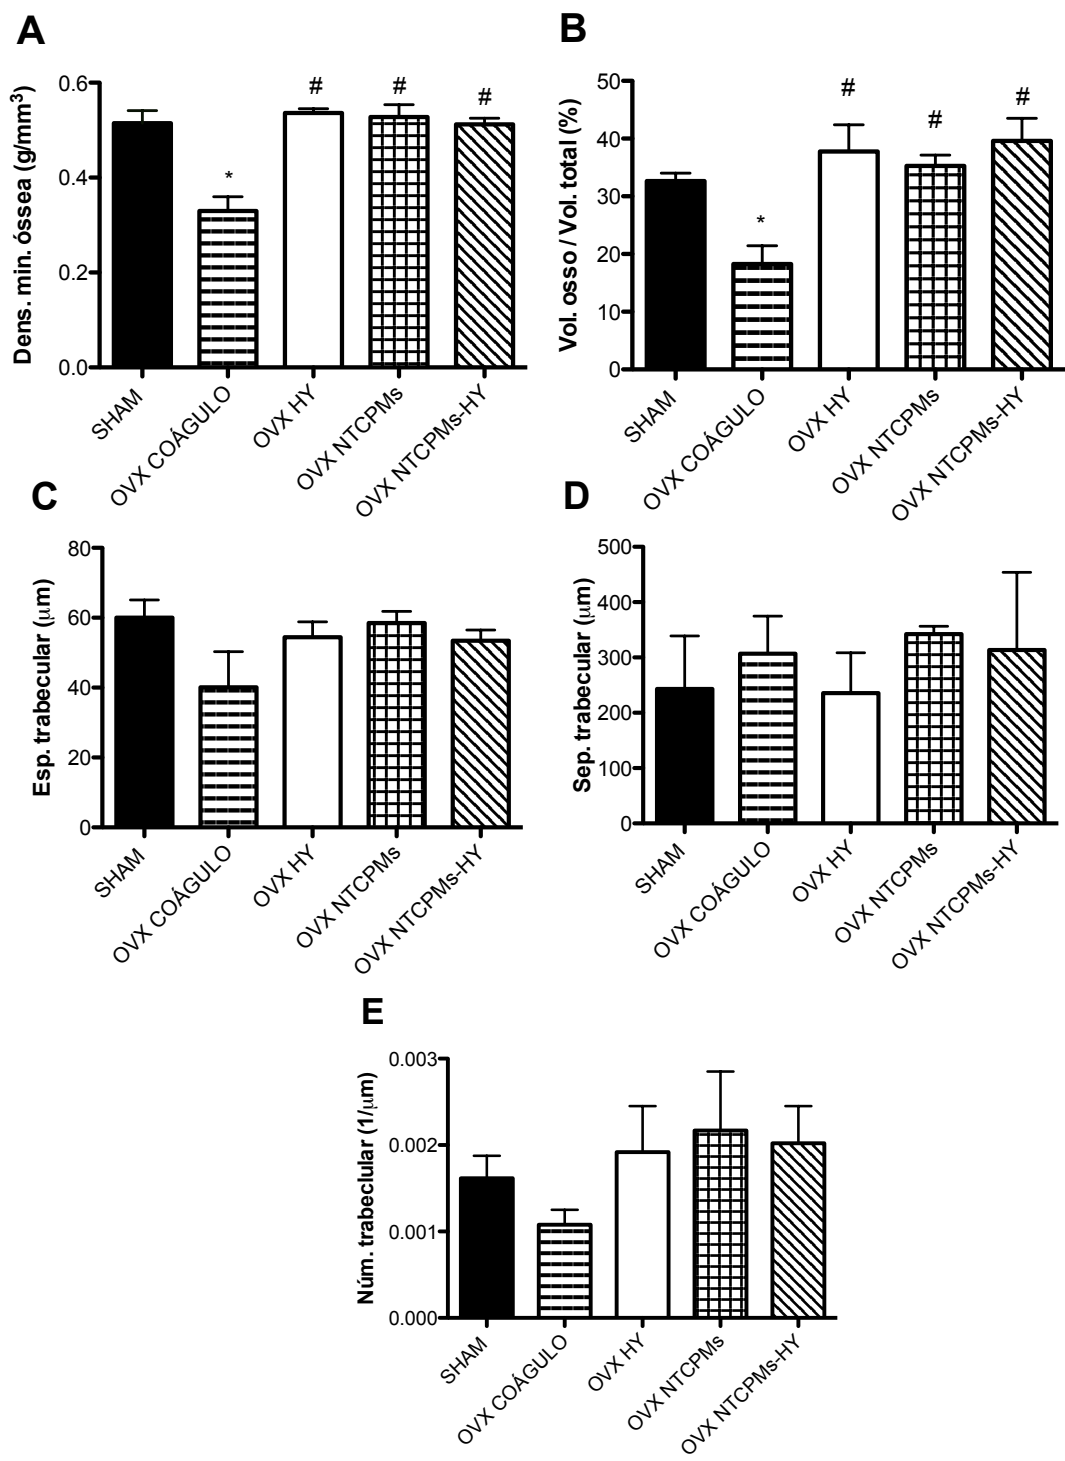 A
Dens. min. óssea (g/mm³)
0.6
0.4
0.2
0.0
*
#
#
#
SHAM
OVX COÁGULO
OVX HY
OVX NTCPMs
OVX NTCPMs-HY
B
Vol. osso / Vol. total (%)
50
40
30
20
10
0
*
#
#
#
SHAM
OVX COÁGULO
OVX HY
OVX NTCPMs
OVX NTCPMs-HY
C
Esp. trabecular (μm)
80
60
40
20
0
SHAM
OVX COÁGULO
OVX HY
OVX NTCPMs
OVX NTCPMs-HY
D
Sep. trabecular (μm)
500
400
300
200
100
0
SHAM
OVX COÁGULO
OVX HY
OVX NTCPMs
OVX NTCPMs-HY
E
Núm. trabeclular (1/μm)
0.003
0.002
0.001
0.000
SHAM
OVX COÁGULO
OVX HY
OVX NTCPMs
OVX NTCPMs-HY